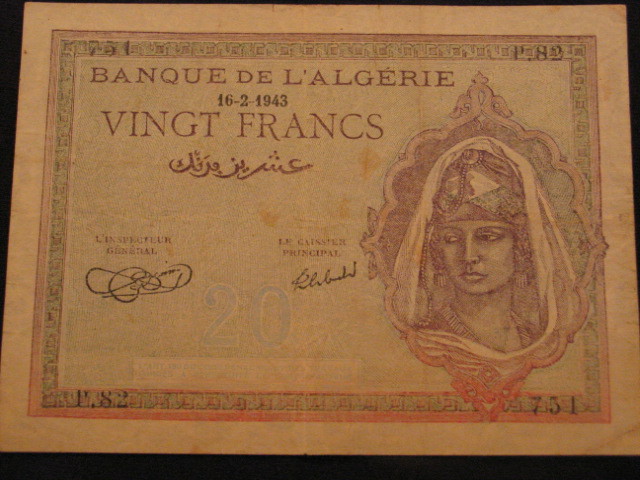 751 P.82
BANQUE DE L'ALGÉRIE
16-2-1943
VINGT FRANCS
عشرين فرنك
L'INSPECTEUR LE CAISSIER
GÉNÉRAL PRINCIPAL
20
P.82 751